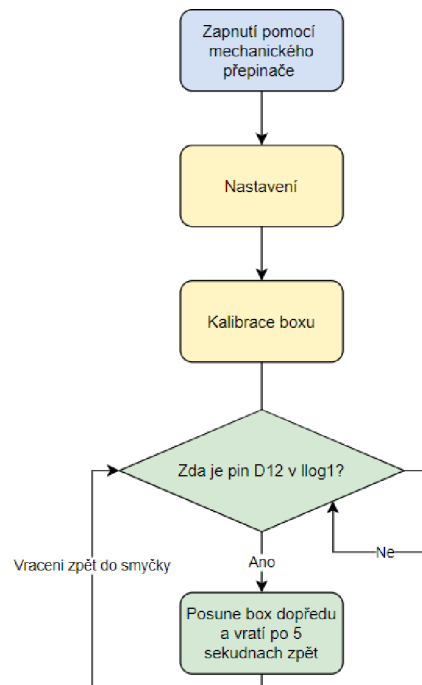 Zapnutí pomocí
mechanického
přepinače
Nastavení
Kalibrace boxu
Zda je pin D12 v llog1?
Vraceni zpět do smyčky
Ne
Ano
Posune box dopředu
a vratí po 5
sekudnach zpět